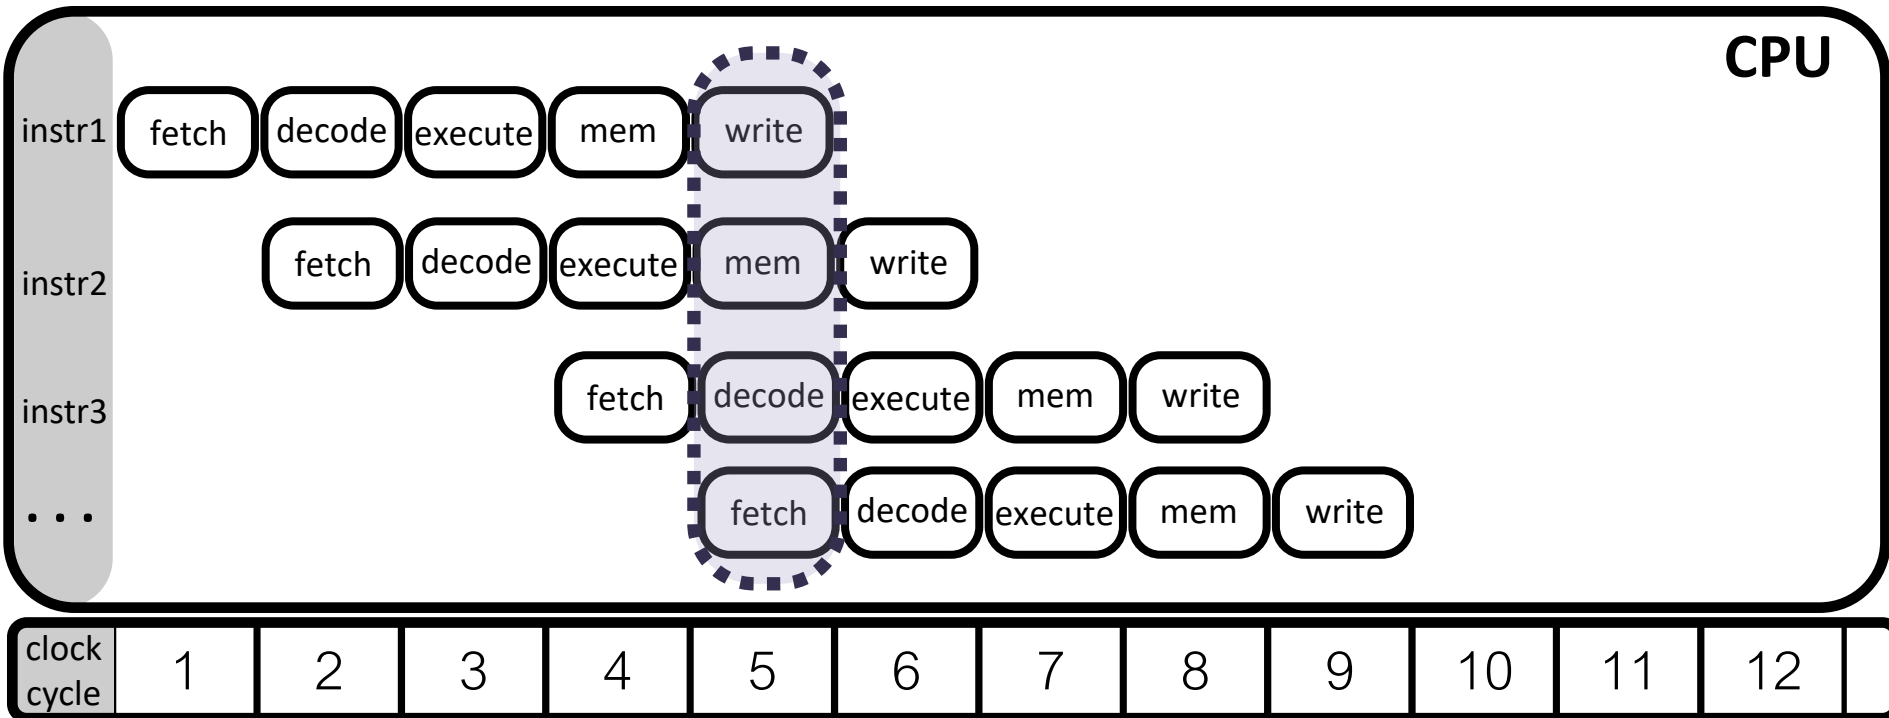 CPU
instr1 fetch decode execute mem write
instr2 fetch decode execute mem write
instr3 fetch decode execute mem write
... fetch decode execute mem write
clock cycle 1 2 3 4 5 6 7 8 9 10 11 12